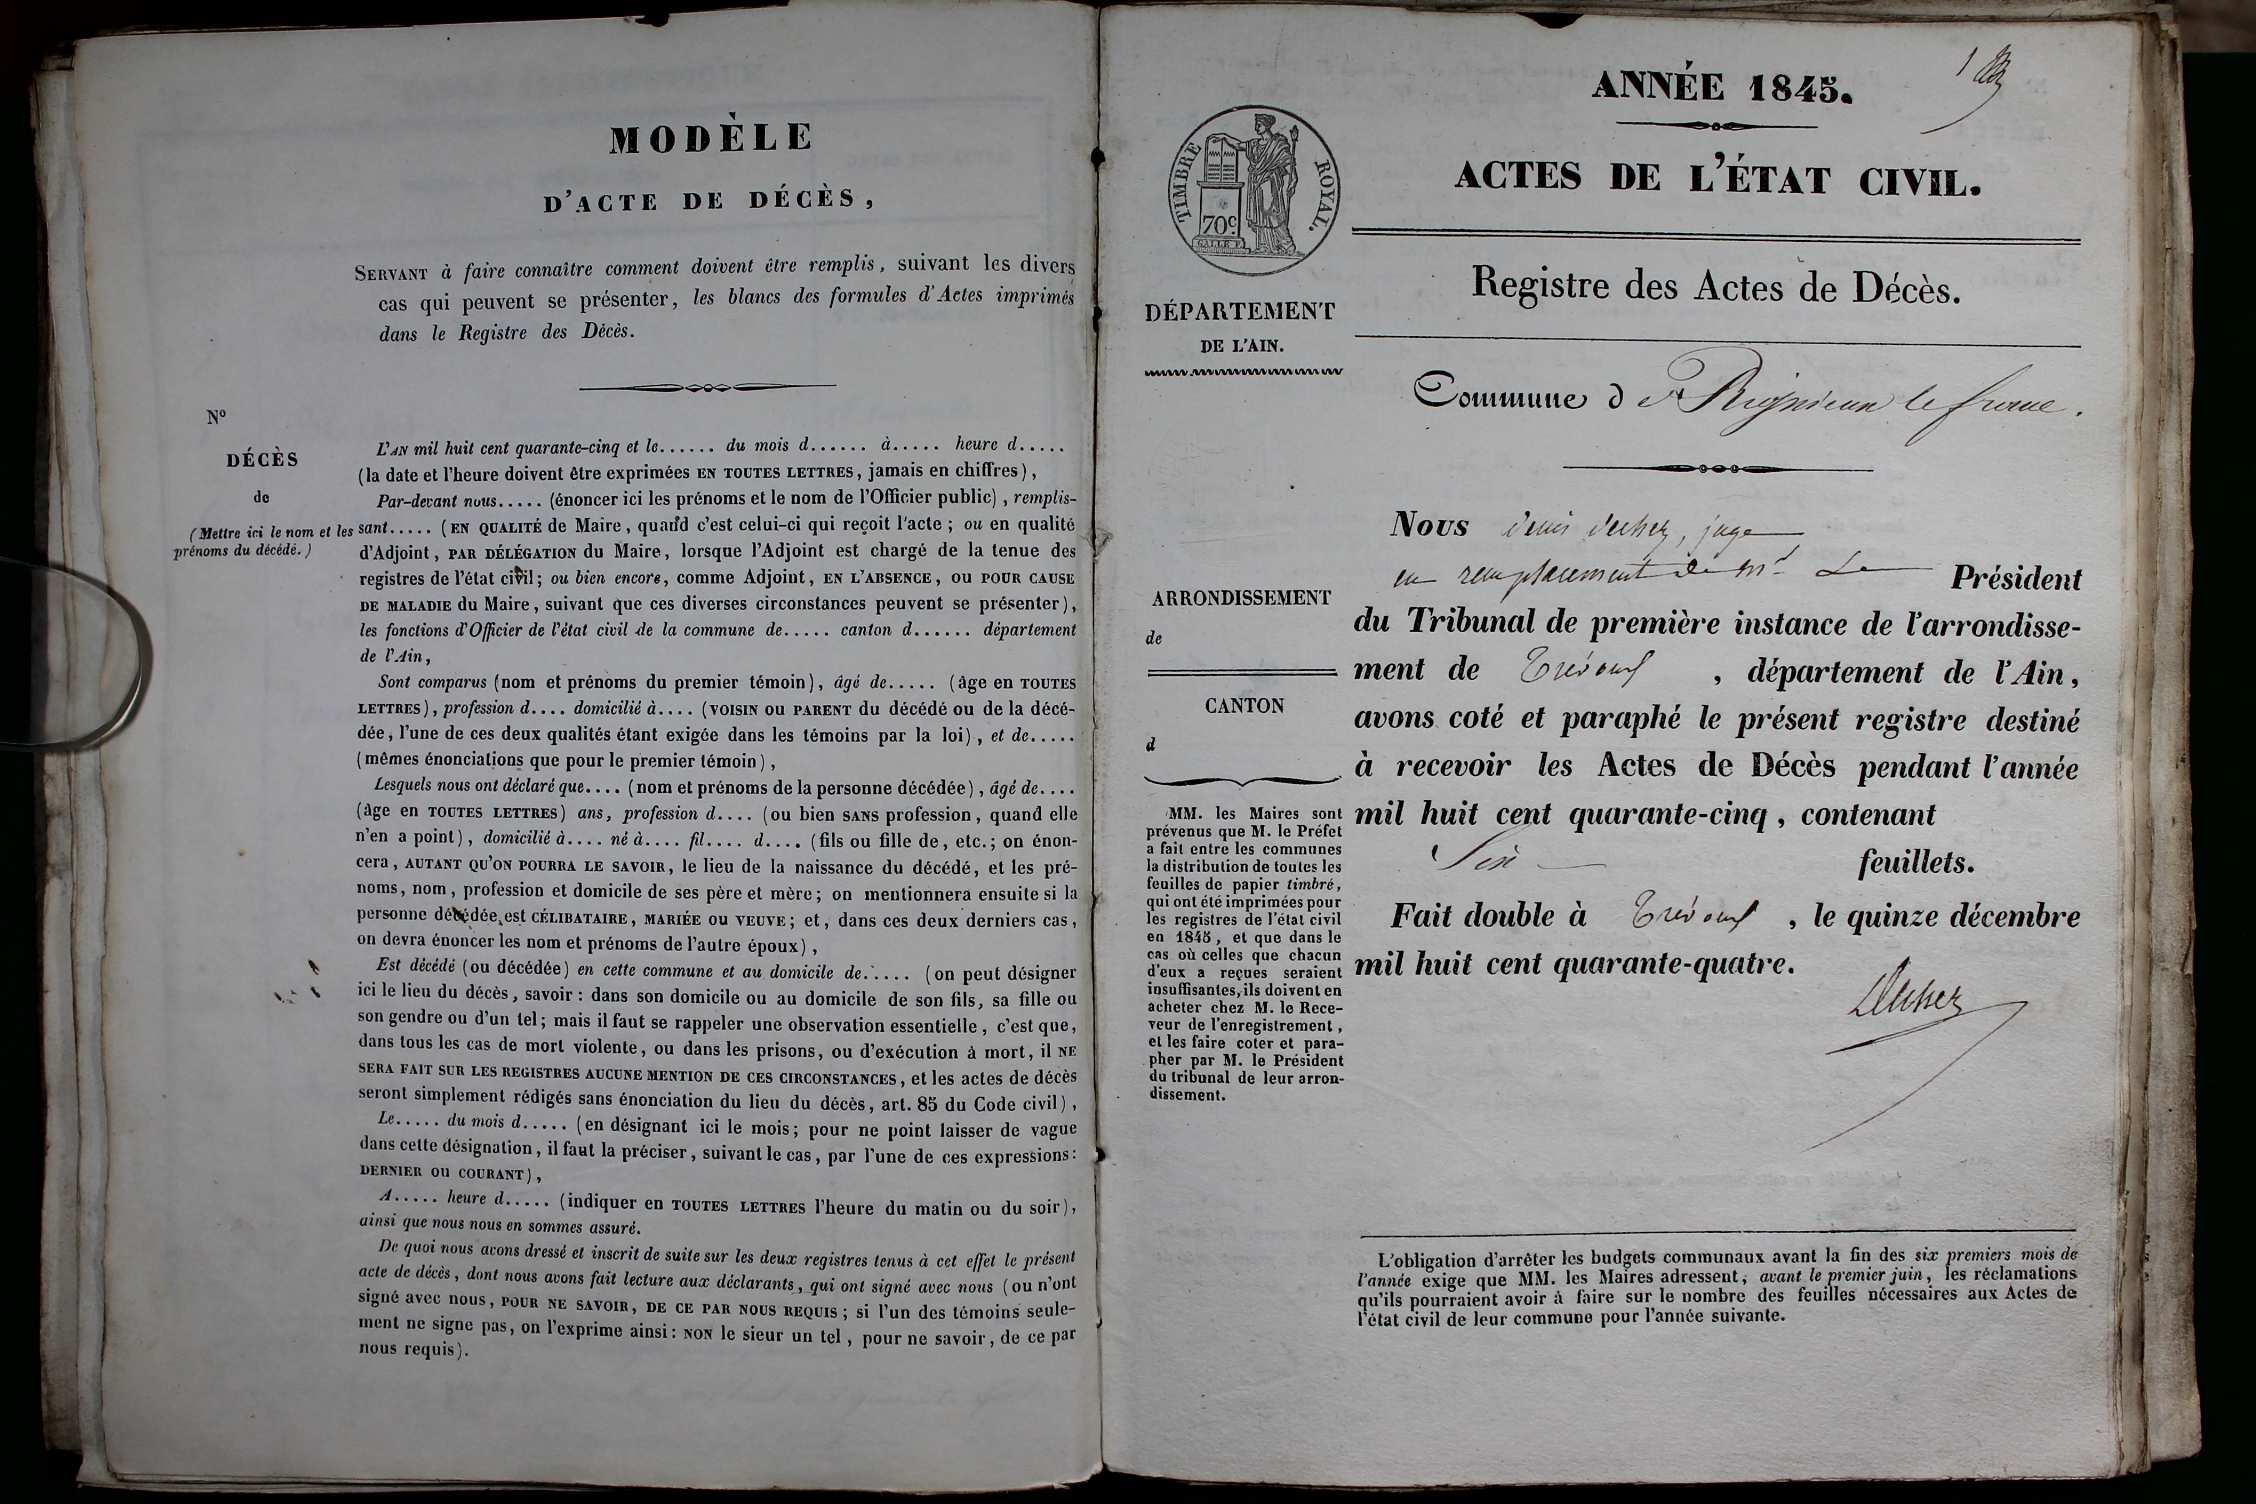 MODÈLE
D'ACTE DE DÉCÈS,
SERVANT à faire connaître comment doivent être remplis, suivant les divers
cas qui peuvent se présenter, les blancs des formules d'Actes imprimés
dans le Registre des Décès.
Nº
DÉCÈS
de
(Mettre ici le nom et les
prénoms du décédé.)
L'AN mil huit cent quarante-cinq et le...... du mois d...... à..... heure d.....
(la date et l'heure doivent être exprimées EN TOUTES LETTRES, jamais en chiffres),
Par-devant nous..... (énoncer ici les prénoms et le nom de l'Officier public), remplis-
sant..... (EN QUALITÉ de Maire, quand c'est celui-ci qui reçoit l'acte; ou en qualité
d'Adjoint, PAR DÉLÉGATION du Maire, lorsque l'Adjoint est chargé de la tenue des
registres de l'état civil; ou bien encore, comme Adjoint, EN L'ABSENCE, OU POUR CAUSE
DE MALADIE du Maire, suivant que ces diverses circonstances peuvent se présenter),
les fonctions d'Officier de l'état civil de la commune de..... canton d...... département
de l'Ain,
Sont comparus (nom et prénoms du premier témoin), âgé de..... (âge en TOUTES
LETTRES), profession d.... domicilié à.... (VOISIN OU PARENT du décédé ou de la décé-
dée, l'une de ces deux qualités étant exigée dans les témoins par la loi), et de.....
(mêmes énonciations que pour le premier témoin),
Lesquels nous ont déclaré que.... (nom et prénoms de la personne décédée), âgé de....
(âge en TOUTES LETTRES) ans, profession d.... (ou bien SANS profession, quand elle
n'en a point), domicilié à.... né à.... fil.... d.... (fils ou fille de, etc.; on énon-
cera, AUTANT QU'ON POURRA LE SAVOIR, le lieu de la naissance du décédé, et les pré-
noms, nom, profession et domicile de ses père et mère; on mentionnera ensuite si la
personne décédée est CÉLIBATAIRE, MARIÉE OU VEUVE; et, dans ces deux derniers cas,
on devra énoncer les nom et prénoms de l'autre époux),
Est décédé (ou décédée) en cette commune et au domicile de..... (on peut désigner
ici le lieu du décès, savoir: dans son domicile ou au domicile de son fils, sa fille ou
son gendre ou d'un tel; mais il faut se rappeler une observation essentielle, c'est que,
dans tous les cas de mort violente, ou dans les prisons, ou d'exécution à mort, il NE
SERA FAIT SUR LES REGISTRES AUCUNE MENTION DE CES CIRCONSTANCES, et les actes de décès
seront simplement rédigés sans énonciation du lieu du décès, art. 85 du Code civil),
Le..... du mois d..... (en désignant ici le mois; pour ne point laisser de vague
dans cette désignation, il faut la préciser, suivant le cas, par l'une de ces expressions:
DERNIER OU COURANT),
A..... heure d..... (indiquer en TOUTES LETTRES l'heure du matin ou du soir),
ainsi que nous nous en sommes assuré.
De quoi nous avons dressé et inscrit de suite sur les deux registres tenus à cet effet le présent
acte de décès, dont nous avons fait lecture aux déclarants, qui ont signé avec nous (ou n'ont
signé avec nous, POUR NE SAVOIR, DE CE PAR NOUS REQUIS; si l'un des témoins seule-
ment ne signe pas, on l'exprime ainsi: NON le sieur un tel, pour ne savoir, de ce par
nous requis).
1
ANNÉE 1845.
ACTES DE L'ÉTAT CIVIL.
TIMBRE ROYAL.
70c.
Registre des Actes de Décès.
DÉPARTEMENT
DE L'AIN.
Commune de Rignieux le franc.
ARRONDISSEMENT
de
CANTON
d
MM. les Maires sont
prévenus que M. le Préfet
a fait entre les communes
la distribution de toutes les
feuilles de papier timbré,
qui ont été imprimées pour
les registres de l'état civil
en 1845, et que dans le
cas où celles que chacun
d'eux a reçues seraient
insuffisantes, ils doivent en
acheter chez M. le Rece-
veur de l'enregistrement,
et les faire coter et para-
pher par M. le Président
du tribunal de leur arron-
dissement.
Nous Denis Ducher, juge
en remplacement de Mr Le Président
du Tribunal de première instance de l'arrondisse-
ment de Trévoux, département de l'Ain,
avons coté et paraphé le présent registre destiné
à recevoir les Actes de Décès pendant l'année
mil huit cent quarante-cinq, contenant
Six feuillets.
Fait double à Trévoux, le quinze décembre
mil huit cent quarante-quatre.
L'obligation d'arrêter les budgets communaux avant la fin des six premiers mois de
l'année exige que MM. les Maires adressent, avant le premier juin, les réclamations
qu'ils pourraient avoir à faire sur le nombre des feuilles nécessaires aux Actes de
l'état civil de leur commune pour l'année suivante.